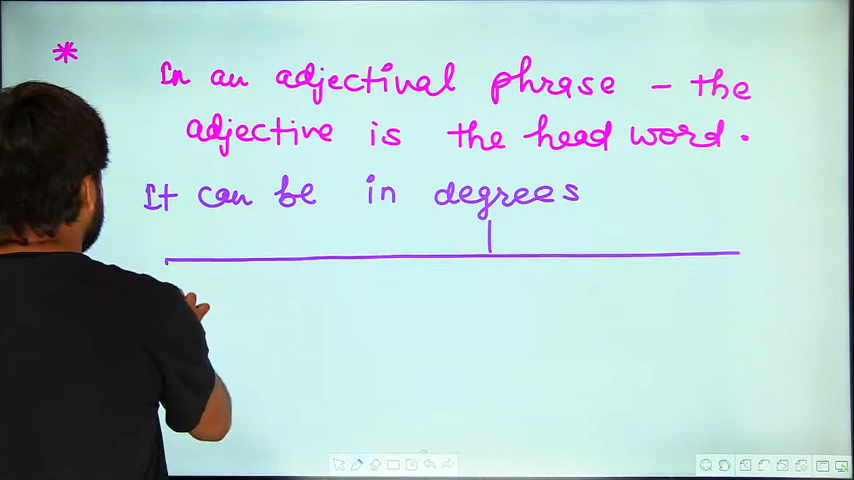 * In an adjectival phrase - the
adjective is the head word.
It can be in degrees